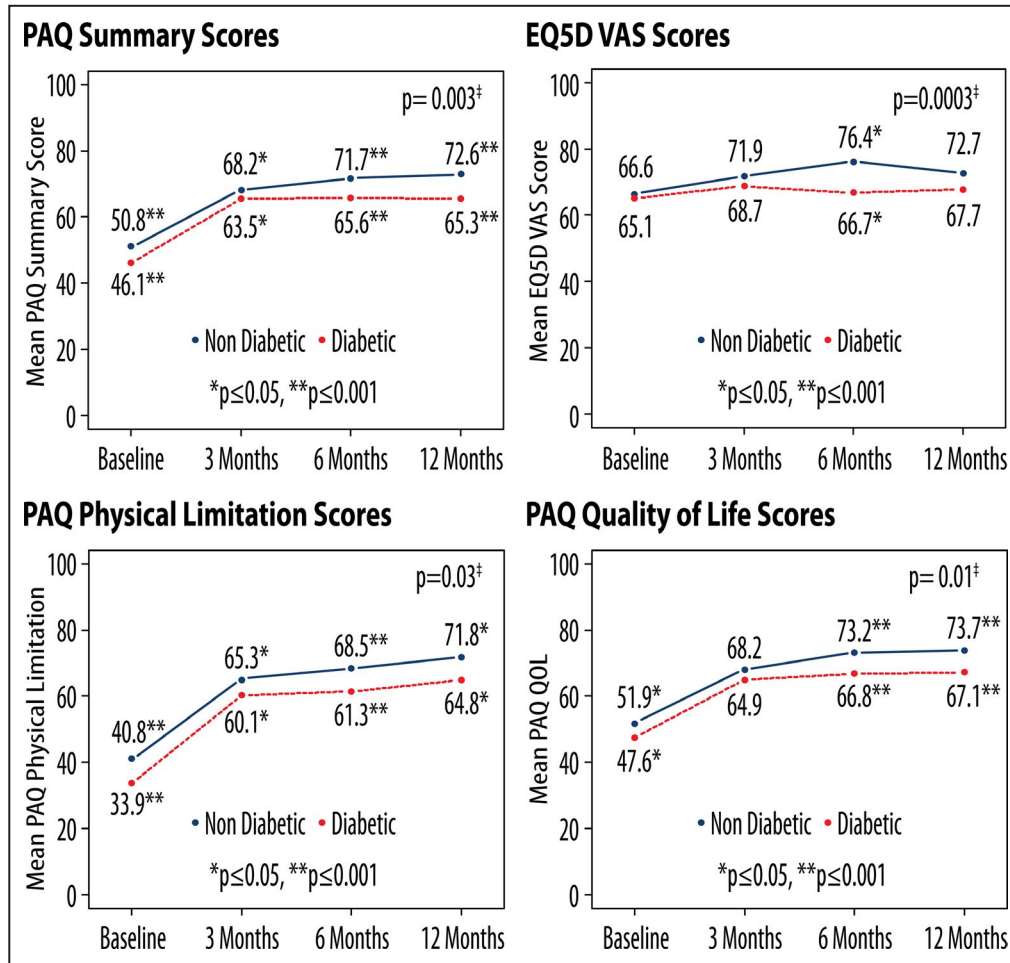 PAQ Summary Scores
Mean PAQ Summary Score
100
80
60
40
20
0
p= 0.003‡
50.8**
68.2*
71.7**
72.6**
46.1**
63.5*
65.6**
65.3**
Non Diabetic Diabetic
*p≤0.05, **p≤0.001
Baseline 3 Months 6 Months 12 Months
EQ5D VAS Scores
Mean EQ5D VAS Score
100
80
60
40
20
0
p=0.0003‡
66.6
71.9
76.4*
72.7
65.1
68.7
66.7*
67.7
Non Diabetic Diabetic
*p≤0.05, **p≤0.001
Baseline 3 Months 6 Months 12 Months
PAQ Physical Limitation Scores
Mean PAQ Physical Limitation
100
80
60
40
20
0
p=0.03‡
40.8**
65.3*
68.5**
71.8*
33.9**
60.1*
61.3**
64.8*
Non Diabetic Diabetic
*p≤0.05, **p≤0.001
Baseline 3 Months 6 Months 12 Months
PAQ Quality of Life Scores
Mean PAQ QOL
100
80
60
40
20
0
p= 0.01‡
51.9*
68.2
73.2**
73.7**
47.6*
64.9
66.8**
67.1**
Non Diabetic Diabetic
*p≤0.05, **p≤0.001
Baseline 3 Months 6 Months 12 Months